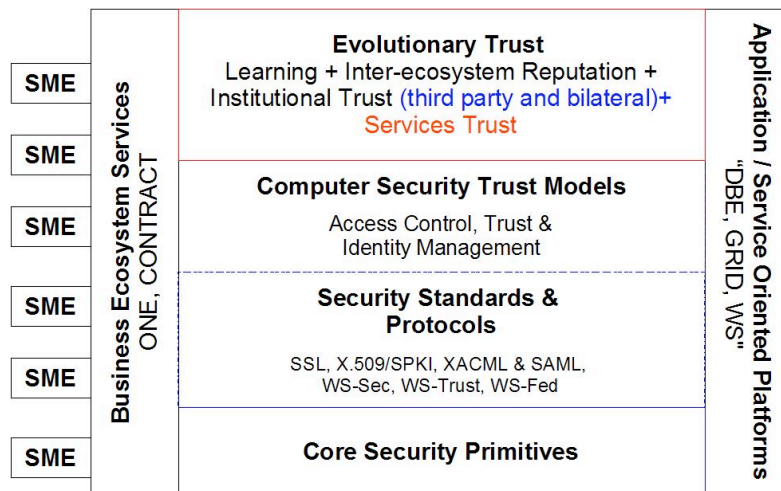 SME
SME
SME
SME
SME
SME
Business Ecosystem Services
ONE, CONTRACT
Evolutionary Trust
Learning + Inter-ecosystem Reputation +
Institutional Trust (third party and bilateral)+
Services Trust
Computer Security Trust Models
Access Control, Trust &
Identity Management
Security Standards &
Protocols
SSL, X.509/SPKI, XACML & SAML,
WS-Sec, WS-Trust, WS-Fed
Core Security Primitives
Application / Service Oriented Platforms
“DBE, GRID, WS”